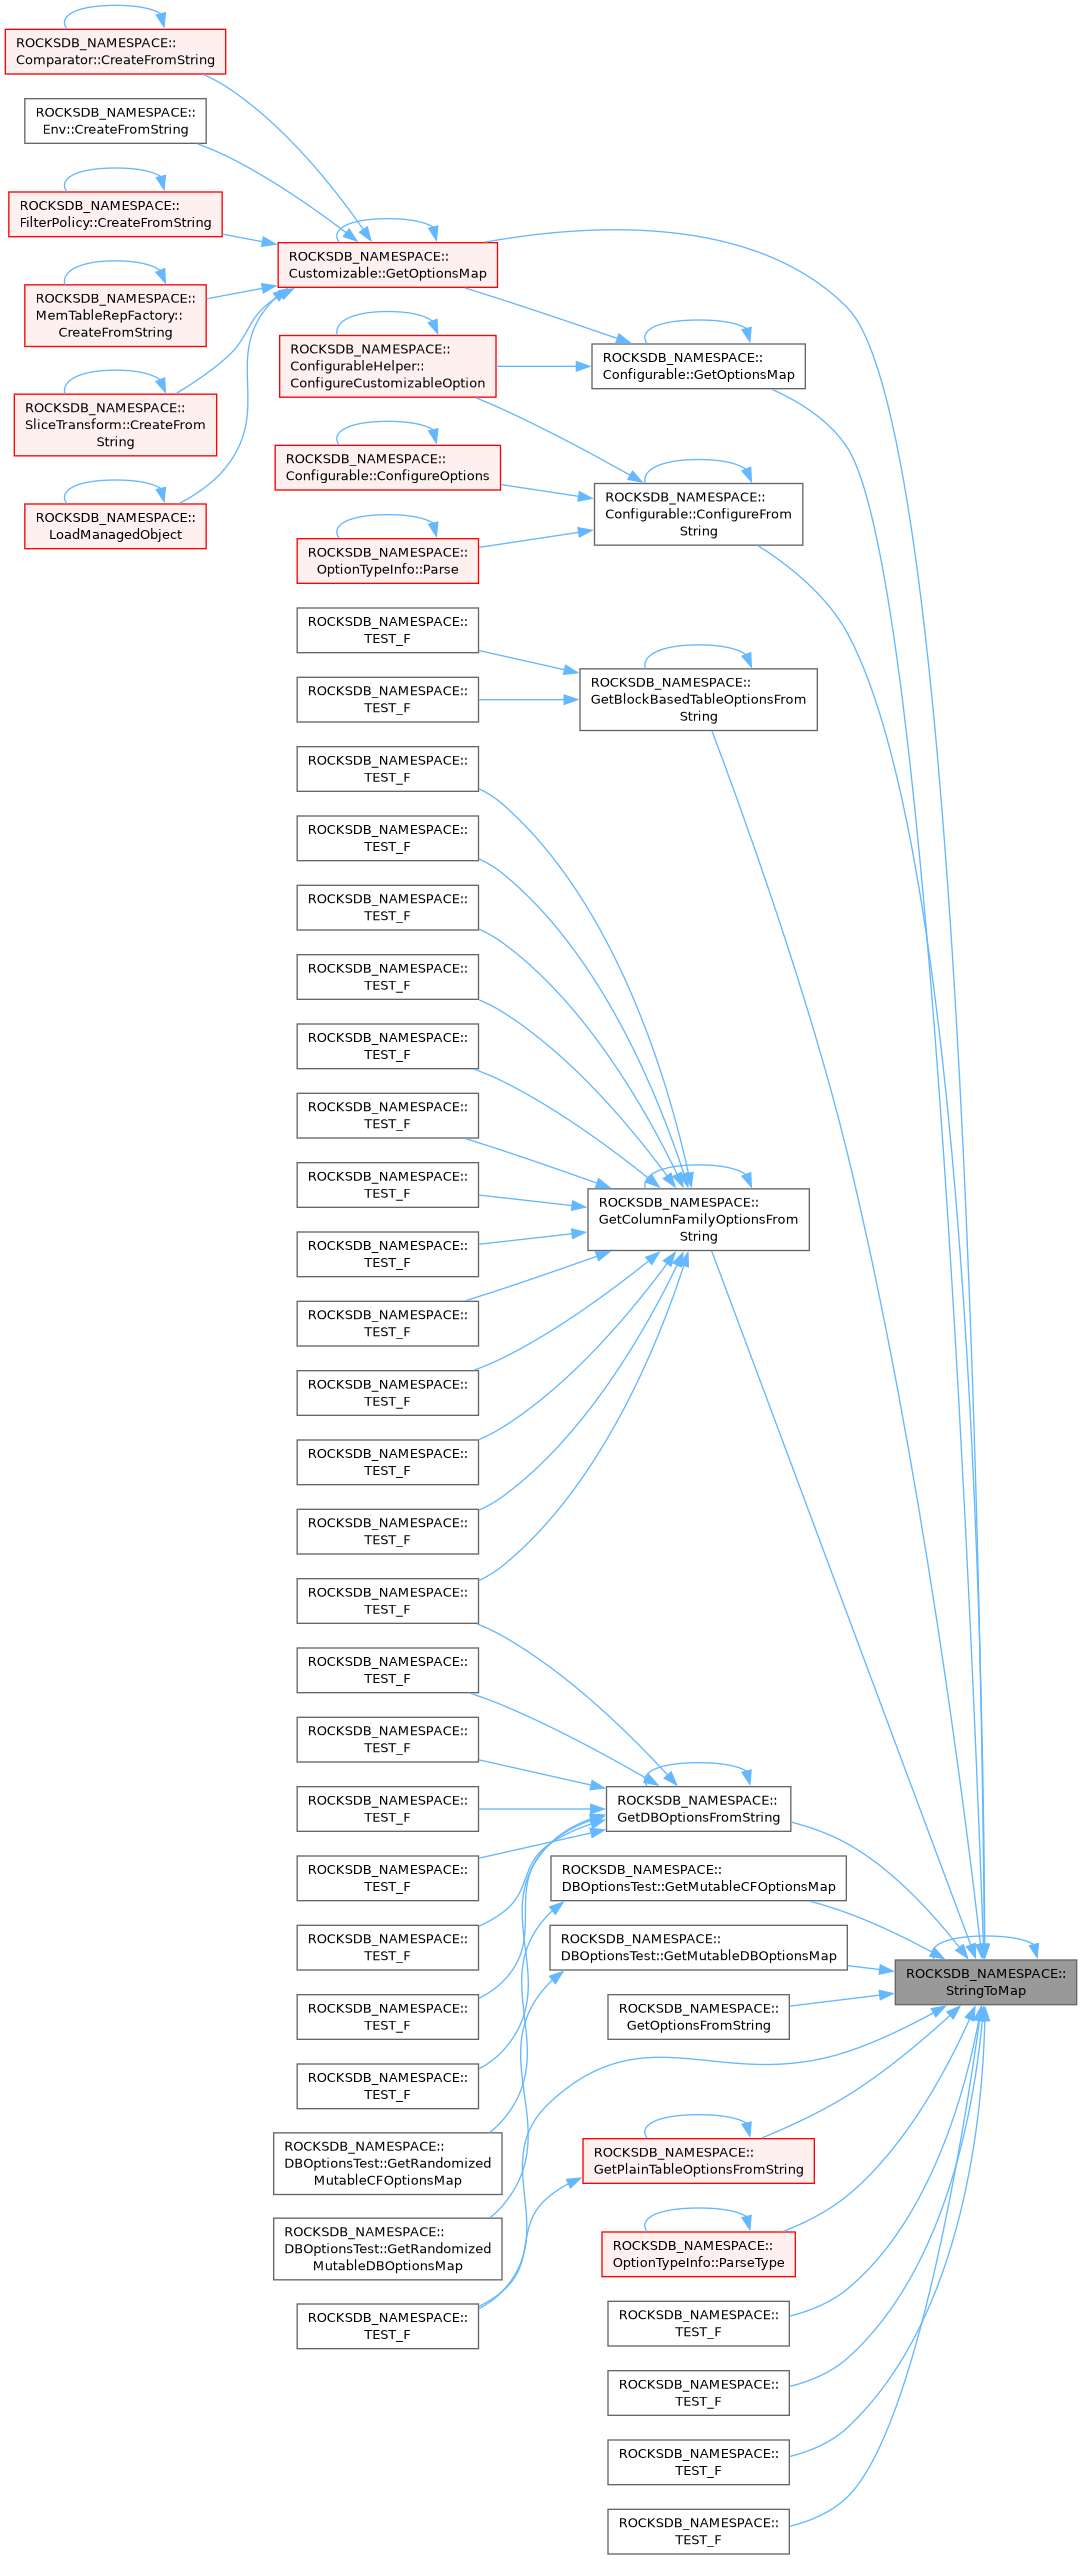 ROCKSDB_NAMESPACE::
Comparator::CreateFromString
ROCKSDB_NAMESPACE::
Env::CreateFromString
ROCKSDB_NAMESPACE::
FilterPolicy::CreateFromString
ROCKSDB_NAMESPACE::
MemTableRepFactory::
CreateFromString
ROCKSDB_NAMESPACE::
SliceTransform::CreateFrom
String
ROCKSDB_NAMESPACE::
LoadManagedObject
ROCKSDB_NAMESPACE::
Customizable::GetOptionsMap
ROCKSDB_NAMESPACE::
ConfigurableHelper::
ConfigureCustomizableOption
ROCKSDB_NAMESPACE::
Configurable::ConfigureOptions
ROCKSDB_NAMESPACE::
OptionTypeInfo::Parse
ROCKSDB_NAMESPACE::
TEST_F
ROCKSDB_NAMESPACE::
TEST_F
ROCKSDB_NAMESPACE::
TEST_F
ROCKSDB_NAMESPACE::
TEST_F
ROCKSDB_NAMESPACE::
TEST_F
ROCKSDB_NAMESPACE::
TEST_F
ROCKSDB_NAMESPACE::
TEST_F
ROCKSDB_NAMESPACE::
TEST_F
ROCKSDB_NAMESPACE::
TEST_F
ROCKSDB_NAMESPACE::
TEST_F
ROCKSDB_NAMESPACE::
TEST_F
ROCKSDB_NAMESPACE::
TEST_F
ROCKSDB_NAMESPACE::
TEST_F
ROCKSDB_NAMESPACE::
TEST_F
ROCKSDB_NAMESPACE::
TEST_F
ROCKSDB_NAMESPACE::
TEST_F
ROCKSDB_NAMESPACE::
TEST_F
ROCKSDB_NAMESPACE::
TEST_F
ROCKSDB_NAMESPACE::
TEST_F
ROCKSDB_NAMESPACE::
TEST_F
ROCKSDB_NAMESPACE::
TEST_F
ROCKSDB_NAMESPACE::
TEST_F
ROCKSDB_NAMESPACE::
DBOptionsTest::GetRandomized
MutableCFOptionsMap
ROCKSDB_NAMESPACE::
DBOptionsTest::GetRandomized
MutableDBOptionsMap
ROCKSDB_NAMESPACE::
TEST_F
ROCKSDB_NAMESPACE::
Configurable::GetOptionsMap
ROCKSDB_NAMESPACE::
Configurable::ConfigureFrom
String
ROCKSDB_NAMESPACE::
GetBlockBasedTableOptionsFrom
String
ROCKSDB_NAMESPACE::
GetColumnFamilyOptionsFrom
String
ROCKSDB_NAMESPACE::
GetDBOptionsFromString
ROCKSDB_NAMESPACE::
DBOptionsTest::GetMutableCFOptionsMap
ROCKSDB_NAMESPACE::
DBOptionsTest::GetMutableDBOptionsMap
ROCKSDB_NAMESPACE::
GetOptionsFromString
ROCKSDB_NAMESPACE::
GetPlainTableOptionsFromString
ROCKSDB_NAMESPACE::
OptionTypeInfo::ParseType
ROCKSDB_NAMESPACE::
TEST_F
ROCKSDB_NAMESPACE::
TEST_F
ROCKSDB_NAMESPACE::
TEST_F
ROCKSDB_NAMESPACE::
TEST_F
ROCKSDB_NAMESPACE::
StringToMap